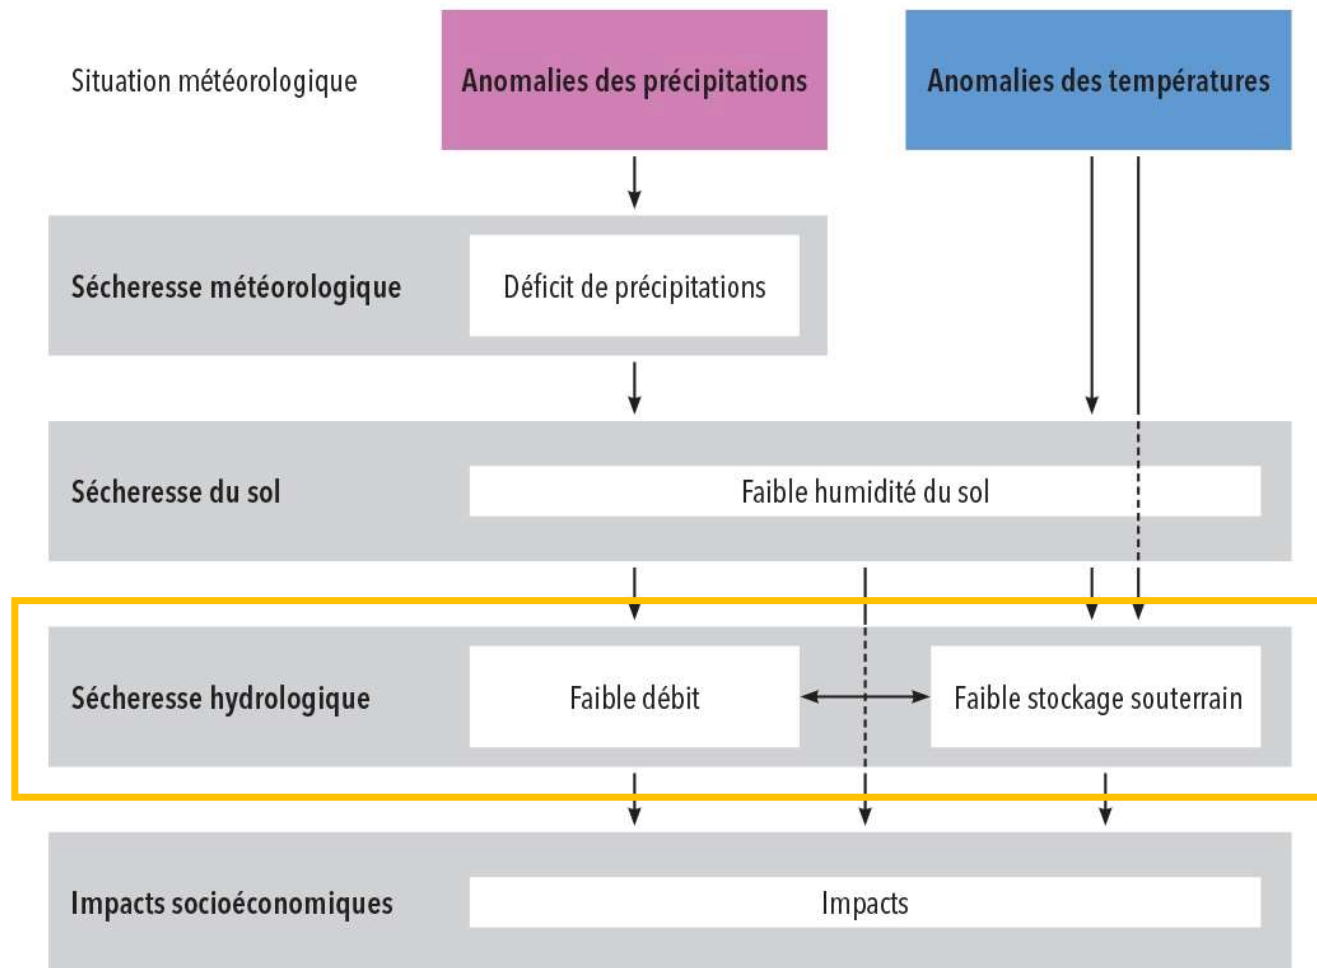 Situation météorologique
Anomalies des précipitations
Anomalies des températures
Sécheresse météorologique
Déficit de précipitations
Sécheresse du sol
Faible humidité du sol
Sécheresse hydrologique
Faible débit
Faible stockage souterrain
Impacts socioéconomiques
Impacts